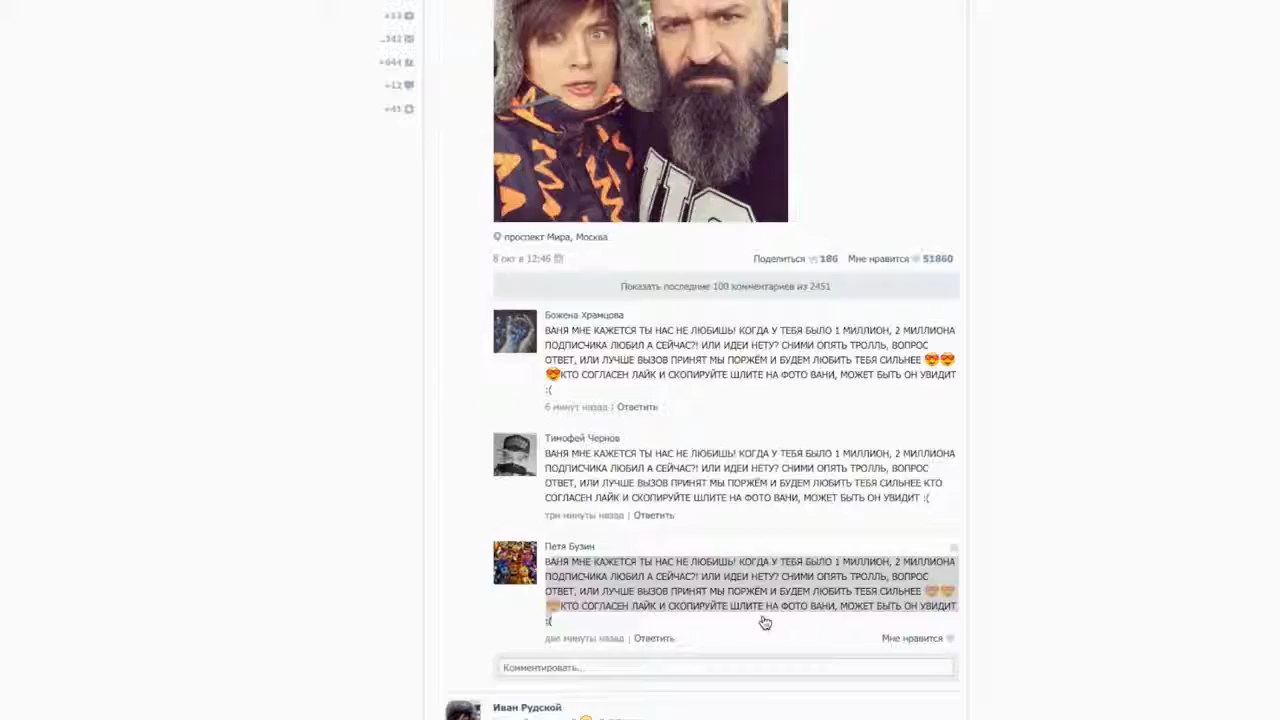 +33
+644
+12
+45
проспект Мира, Москва
8 окт в 12:46
Поделиться 186 Мне нравится 51860
Показать последние 100 комментариев из 2451
Божена Храмцова
ВАНЯ МНЕ КАЖЕТСЯ ТЫ НАС НЕ ЛЮБИШЬ! КОГДА У ТЕБЯ БЫЛО 1 МИЛЛИОН, 2 МИЛЛИОНА
ПОДПИСЧИКА ЛЮБИЛ А СЕЙЧАС?! ИЛИ ИДЕИ НЕТУ? СНИМИ ОПЯТЬ ТРОЛЛЬ, ВОПРОС
ОТВЕТ, ИЛИ ЛУЧШЕ ВЫЗОВ ПРИНЯТ МЫ ПОРЖЁМ И БУДЕМ ЛЮБИТЬ ТЕБЯ СИЛЬНЕЕ 😍😍
😍КТО СОГЛАСЕН ЛАЙК И СКОПИРУЙТЕ ШЛИТЕ НА ФОТО ВАНИ, МОЖЕТ БЫТЬ ОН УВИДИТ
:(
6 минут назад | Ответить
Тимофей Чернов
ВАНЯ МНЕ КАЖЕТСЯ ТЫ НАС НЕ ЛЮБИШЬ! КОГДА У ТЕБЯ БЫЛО 1 МИЛЛИОН, 2 МИЛЛИОНА
ПОДПИСЧИКА ЛЮБИЛ А СЕЙЧАС?! ИЛИ ИДЕИ НЕТУ? СНИМИ ОПЯТЬ ТРОЛЛЬ, ВОПРОС
ОТВЕТ, ИЛИ ЛУЧШЕ ВЫЗОВ ПРИНЯТ МЫ ПОРЖЁМ И БУДЕМ ЛЮБИТЬ ТЕБЯ СИЛЬНЕЕ КТО
СОГЛАСЕН ЛАЙК И СКОПИРУЙТЕ ШЛИТЕ НА ФОТО ВАНИ, МОЖЕТ БЫТЬ ОН УВИДИТ :(
три минуты назад | Ответить
Петя Бузин
ВАНЯ МНЕ КАЖЕТСЯ ТЫ НАС НЕ ЛЮБИШЬ! КОГДА У ТЕБЯ БЫЛО 1 МИЛЛИОН, 2 МИЛЛИОНА
ПОДПИСЧИКА ЛЮБИЛ А СЕЙЧАС?! ИЛИ ИДЕИ НЕТУ? СНИМИ ОПЯТЬ ТРОЛЛЬ, ВОПРОС
ОТВЕТ, ИЛИ ЛУЧШЕ ВЫЗОВ ПРИНЯТ МЫ ПОРЖЁМ И БУДЕМ ЛЮБИТЬ ТЕБЯ СИЛЬНЕЕ 😍😍
😍КТО СОГЛАСЕН ЛАЙК И СКОПИРУЙТЕ ШЛИТЕ НА ФОТО ВАНИ, МОЖЕТ БЫТЬ ОН УВИДИТ
:(
две минуты назад | Ответить Мне нравится
Комментировать...
Иван Рудской